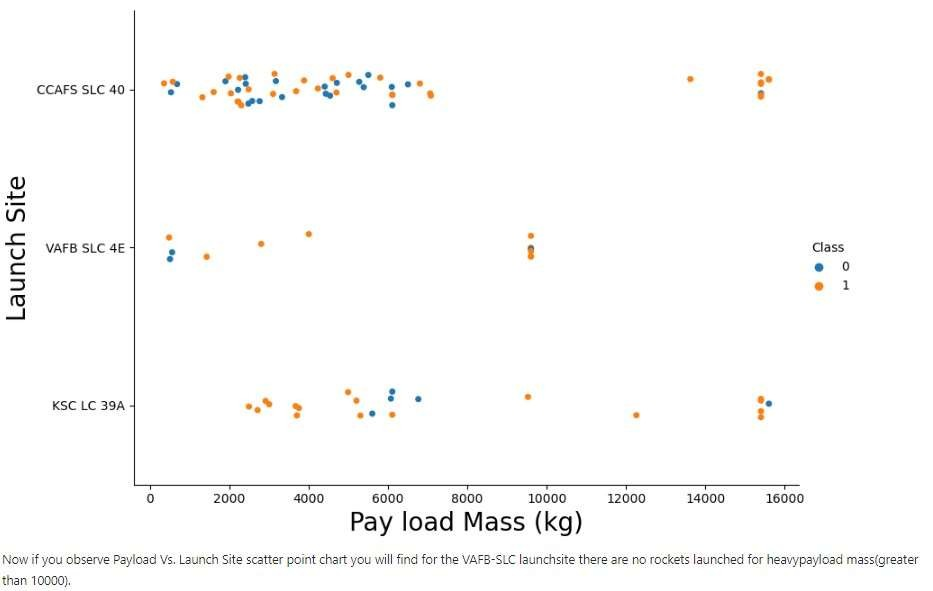 CCAFS SLC 40
VAFB SLC 4E
KSC LC 39A
Launch Site
0 2000 4000 6000 8000 10000 12000 14000 16000
Pay load Mass (kg)
Class
0
1
Now if you observe Payload Vs. Launch Site scatter point chart you will find for the VAFB-SLC launchsite there are no rockets launched for heavypayload mass(greater
than 10000).